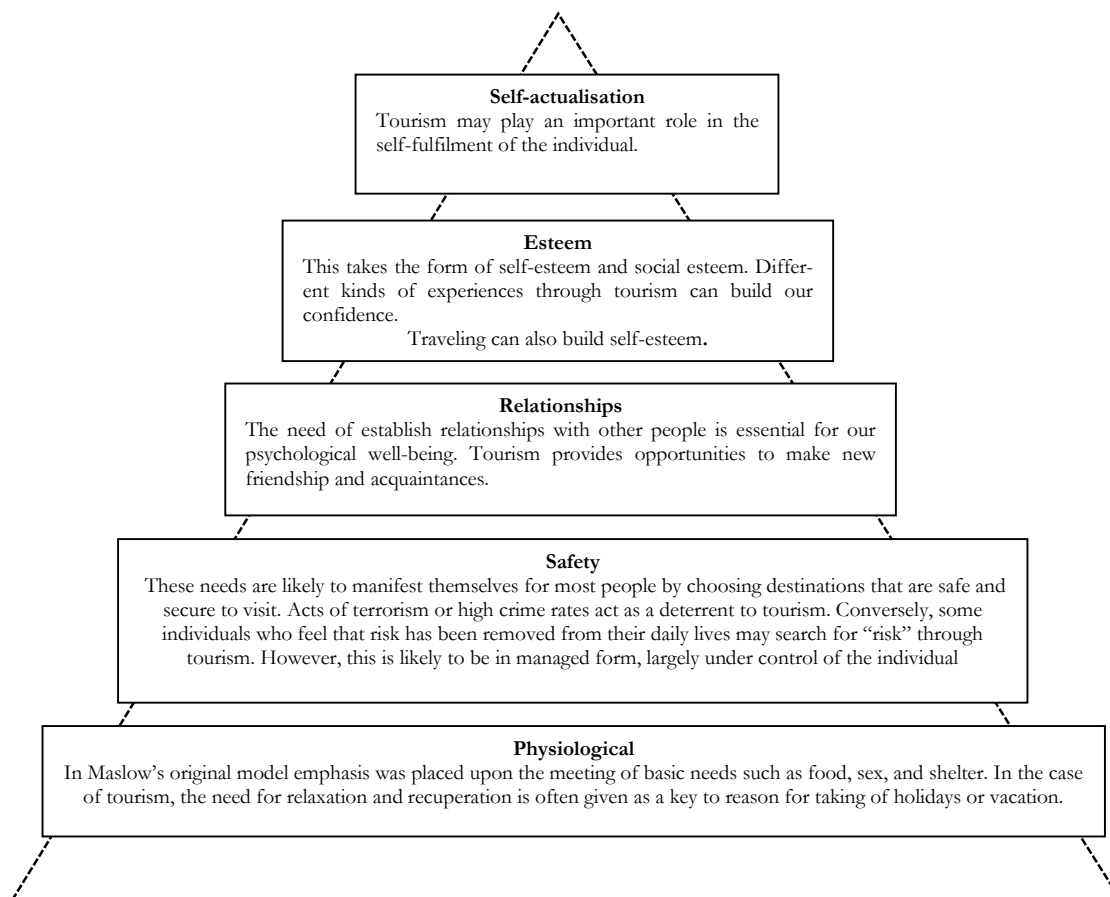 Self-actualisation
Tourism may play an important role in the
self-fulfilment of the individual.
Esteem
This takes the form of self-esteem and social esteem. Differ-
ent kinds of experiences through tourism can build our
confidence.
Traveling can also build self-esteem.
Relationships
The need of establish relationships with other people is essential for our
psychological well-being. Tourism provides opportunities to make new
friendship and acquaintances.
Safety
These needs are likely to manifest themselves for most people by choosing destinations that are safe and
secure to visit. Acts of terrorism or high crime rates act as a deterrent to tourism. Conversely, some
individuals who feel that risk has been removed from their daily lives may search for “risk” through
tourism. However, this is likely to be in managed form, largely under control of the individual
Physiological
In Maslow’s original model emphasis was placed upon the meeting of basic needs such as food, sex, and shelter. In the case
of tourism, the need for relaxation and recuperation is often given as a key to reason for taking of holidays or vacation.